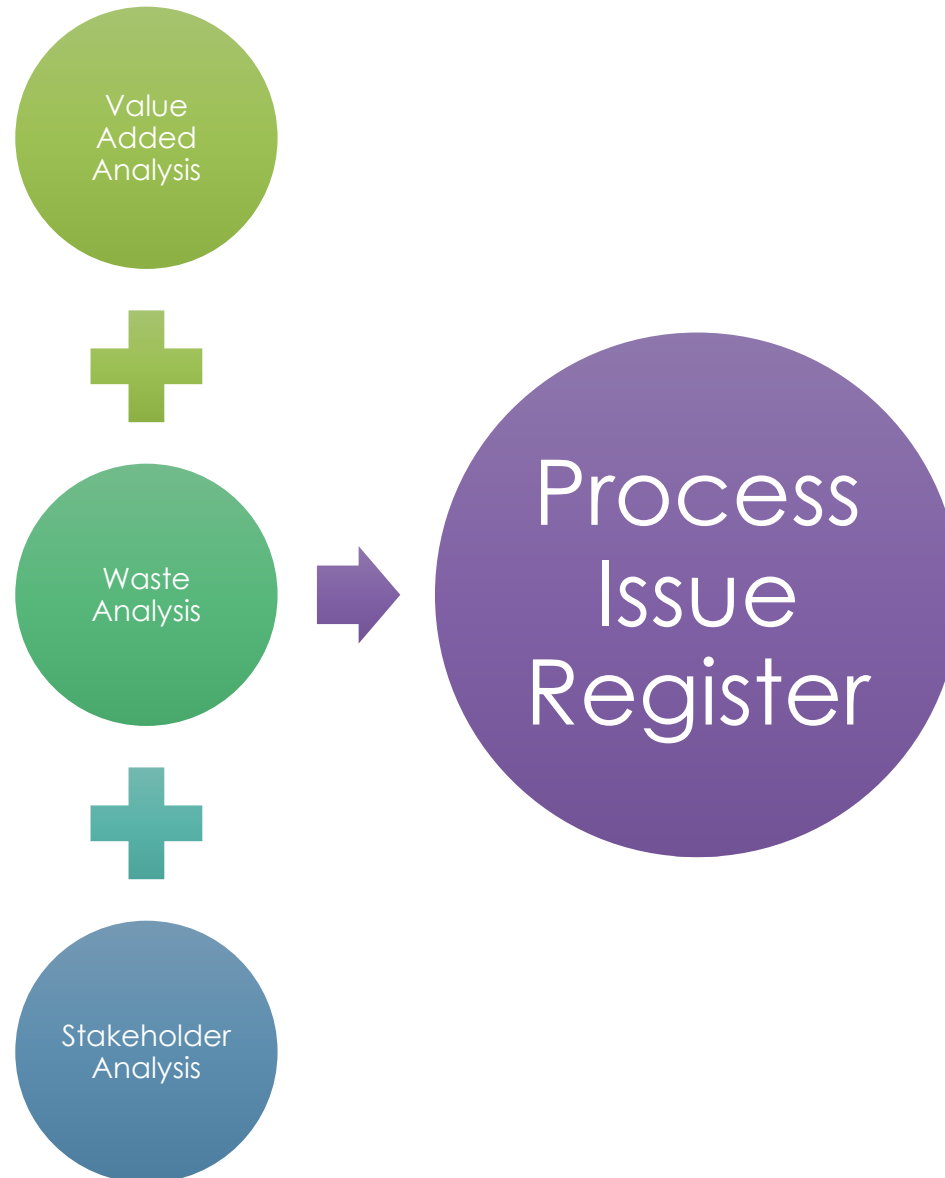 Value
Added
Analysis
Waste
Analysis
Stakeholder
Analysis
Process
Issue
Register